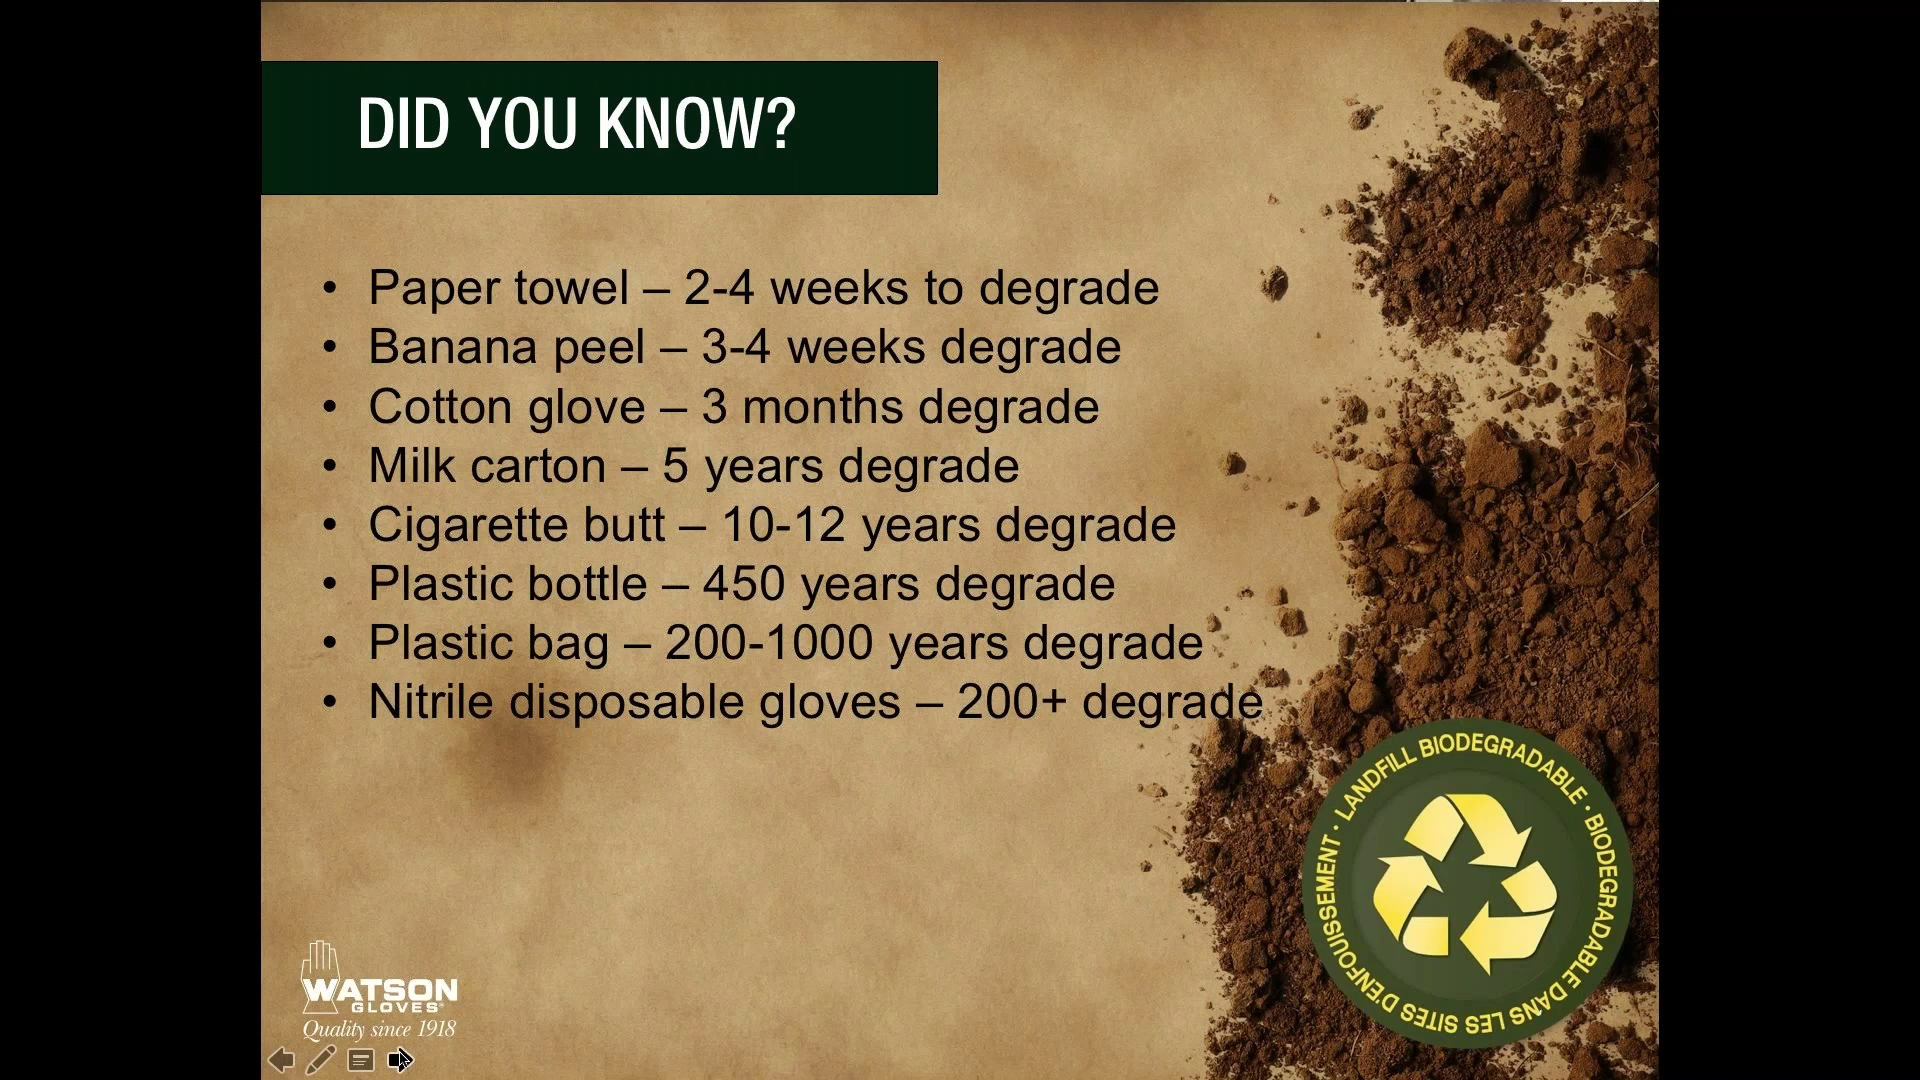 DID YOU KNOW?
• Paper towel – 2-4 weeks to degrade
• Banana peel – 3-4 weeks degrade
• Cotton glove – 3 months degrade
• Milk carton – 5 years degrade
• Cigarette butt – 10-12 years degrade
• Plastic bottle – 450 years degrade
• Plastic bag – 200-1000 years degrade
• Nitrile disposable gloves – 200+ degrade
LANDFILL BIODEGRADABLE • BIODEGRADABLE DANS LES SITES D'ENFOUISSEMENT •
WATSON
GLOVES
Quality since 1918